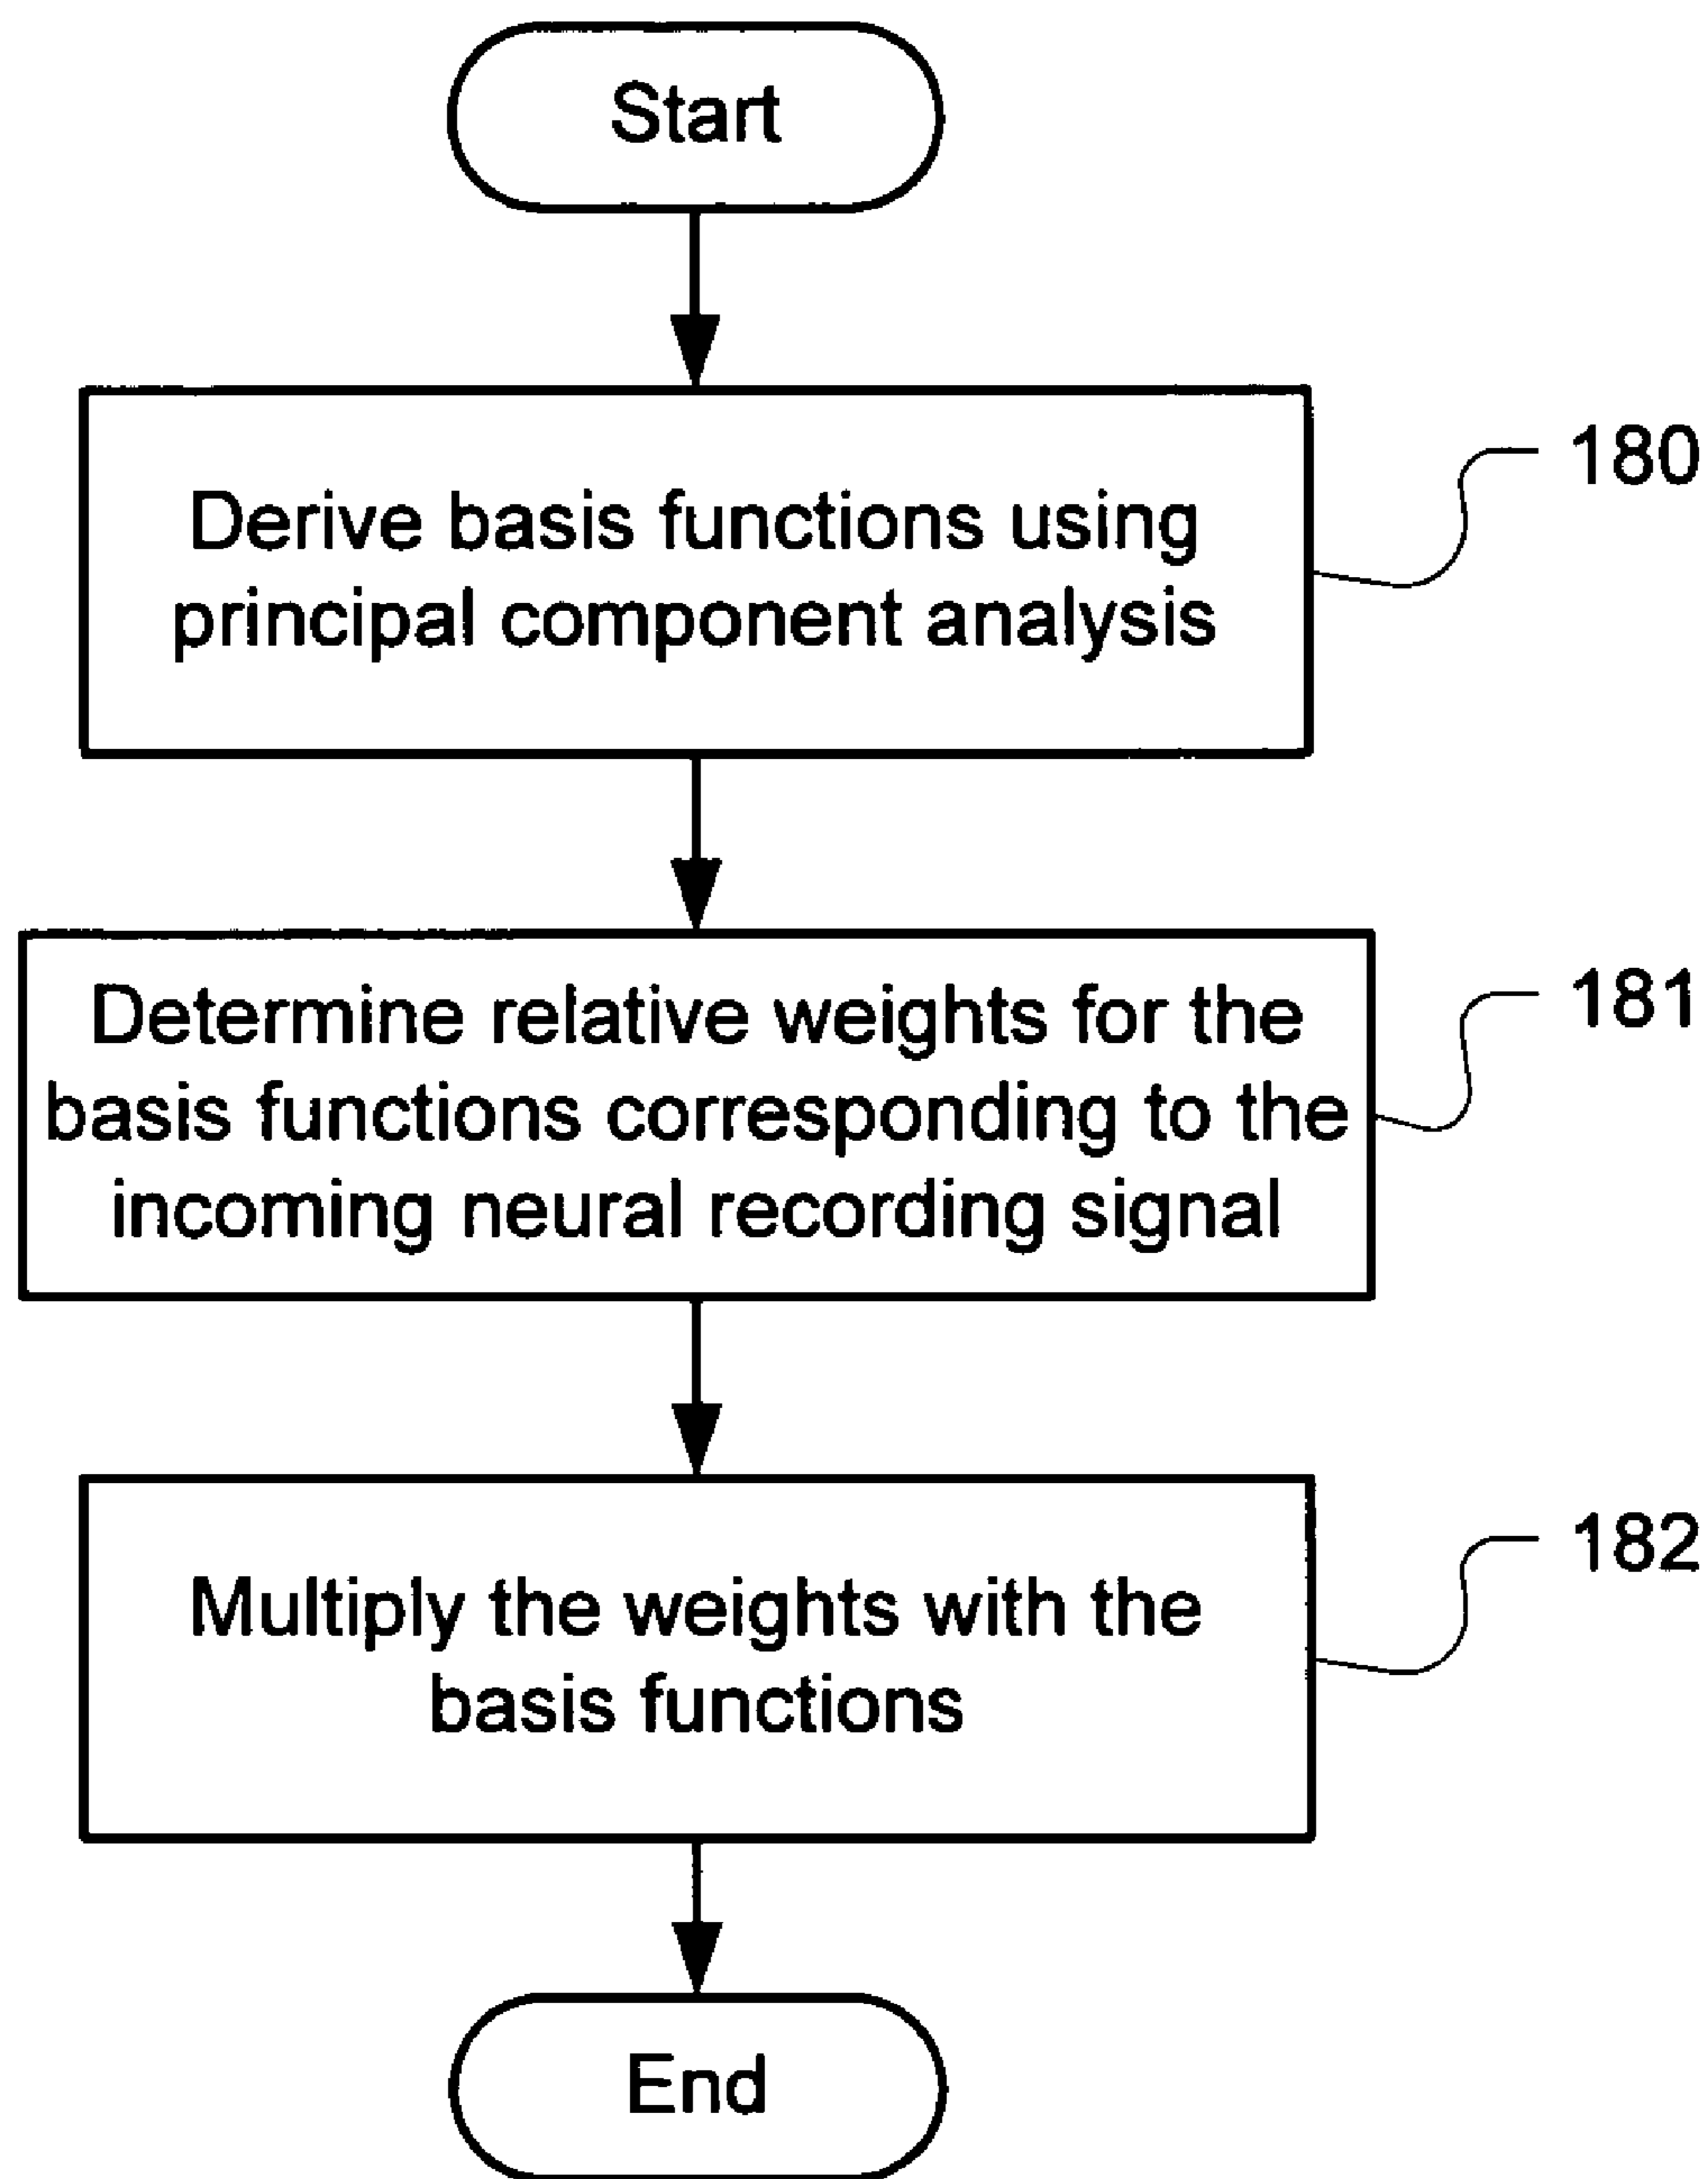 Start
Derive basis functions using
principal component analysis
180
Determine relative weights for the
basis functions corresponding to the
incoming neural recording signal
181
Multiply the weights with the
basis functions
182
End